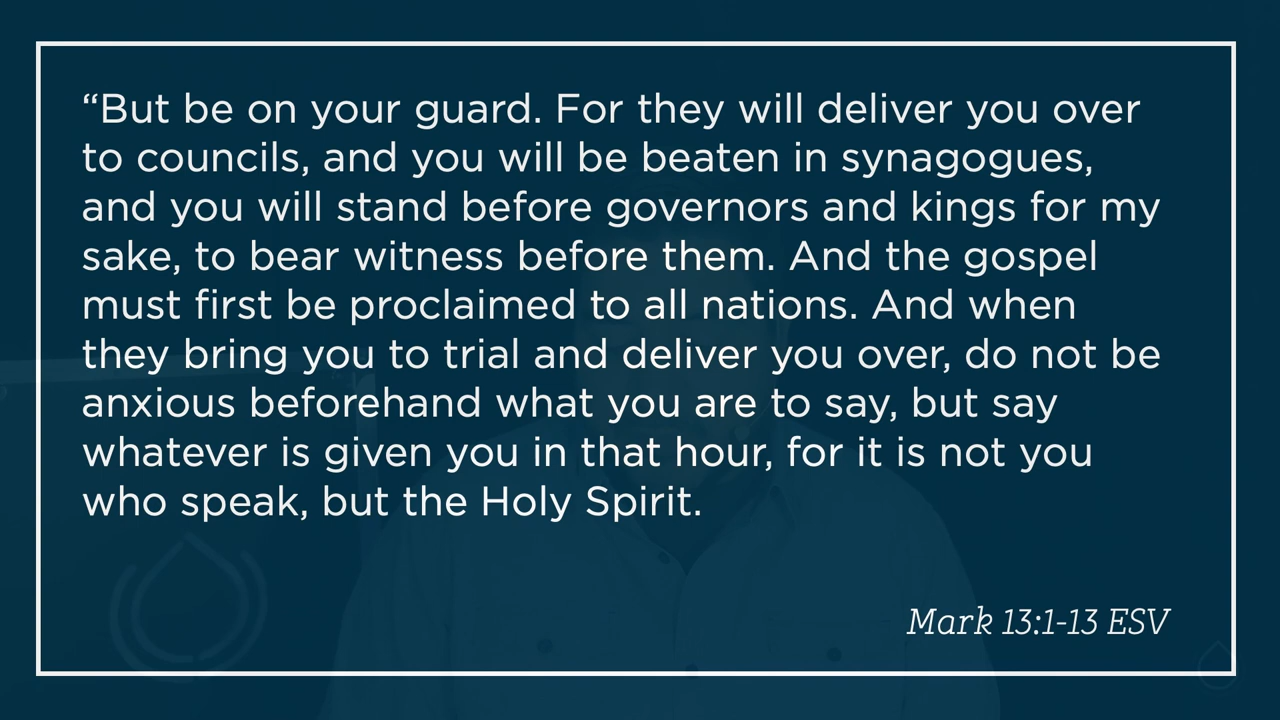 “But be on your guard. For they will deliver you over
to councils, and you will be beaten in synagogues,
and you will stand before governors and kings for my
sake, to bear witness before them. And the gospel
must first be proclaimed to all nations. And when
they bring you to trial and deliver you over, do not be
anxious beforehand what you are to say, but say
whatever is given you in that hour, for it is not you
who speak, but the Holy Spirit.
Mark 13:1-13 ESV